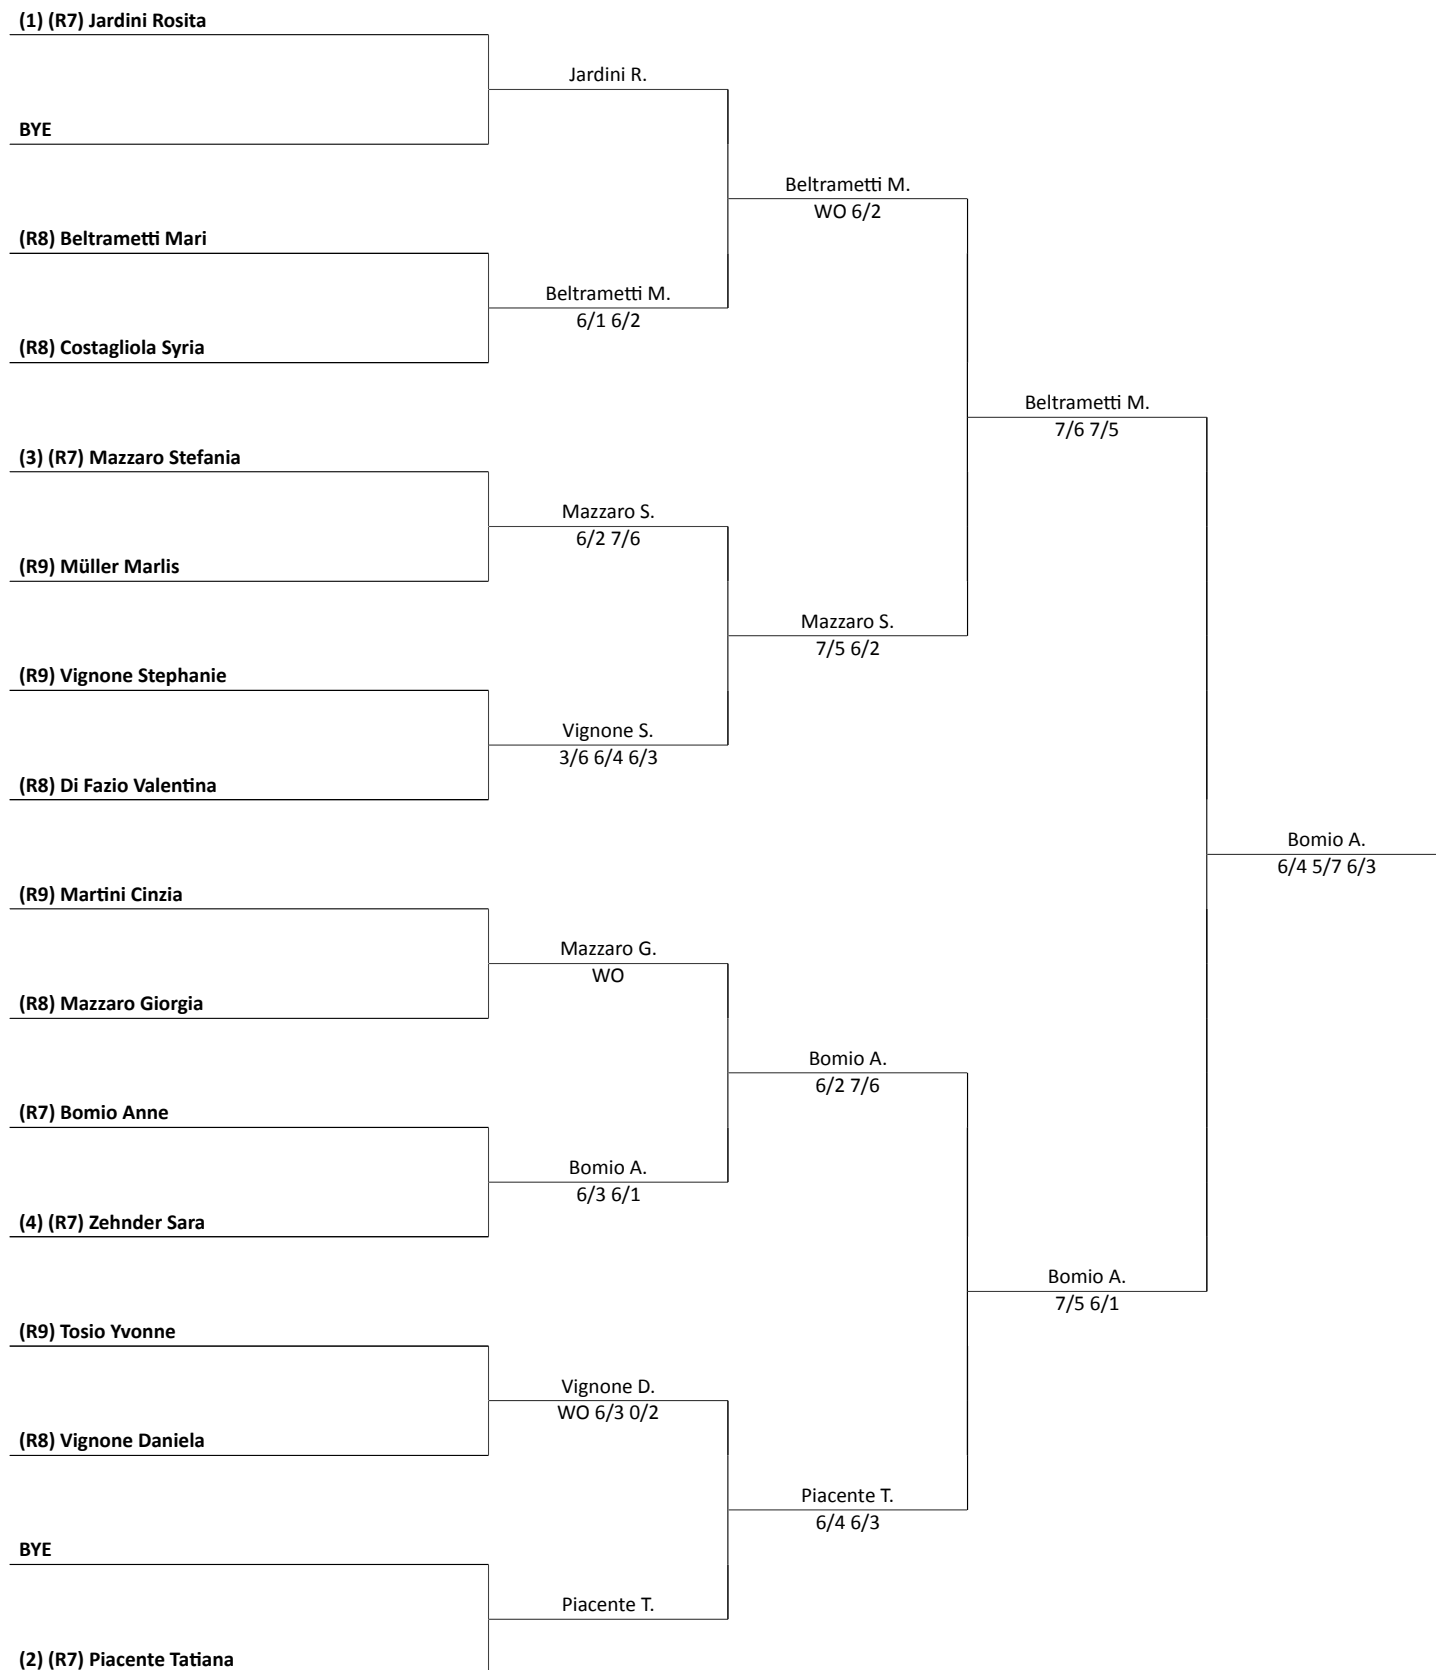 (1) (R7) Jardini Rosita
Jardini R.
BYE
Beltrametti M.
WO 6/2
(R8) Beltrametti Mari
Beltrametti M.
6/1 6/2
(R8) Costagliola Syria
Beltrametti M.
7/6 7/5
(3) (R7) Mazzaro Stefania
Mazzaro S.
6/2 7/6
(R9) Müller Marlis
Mazzaro S.
7/5 6/2
(R9) Vignone Stephanie
Vignone S.
3/6 6/4 6/3
(R8) Di Fazio Valentina
Bomio A.
6/4 5/7 6/3
(R9) Martini Cinzia
Mazzaro G.
WO
(R8) Mazzaro Giorgia
Bomio A.
6/2 7/6
(R7) Bomio Anne
Bomio A.
6/3 6/1
(4) (R7) Zehnder Sara
Bomio A.
7/5 6/1
(R9) Tosio Yvonne
Vignone D.
WO 6/3 0/2
(R8) Vignone Daniela
Piacente T.
6/4 6/3
BYE
Piacente T.
(2) (R7) Piacente Tatiana